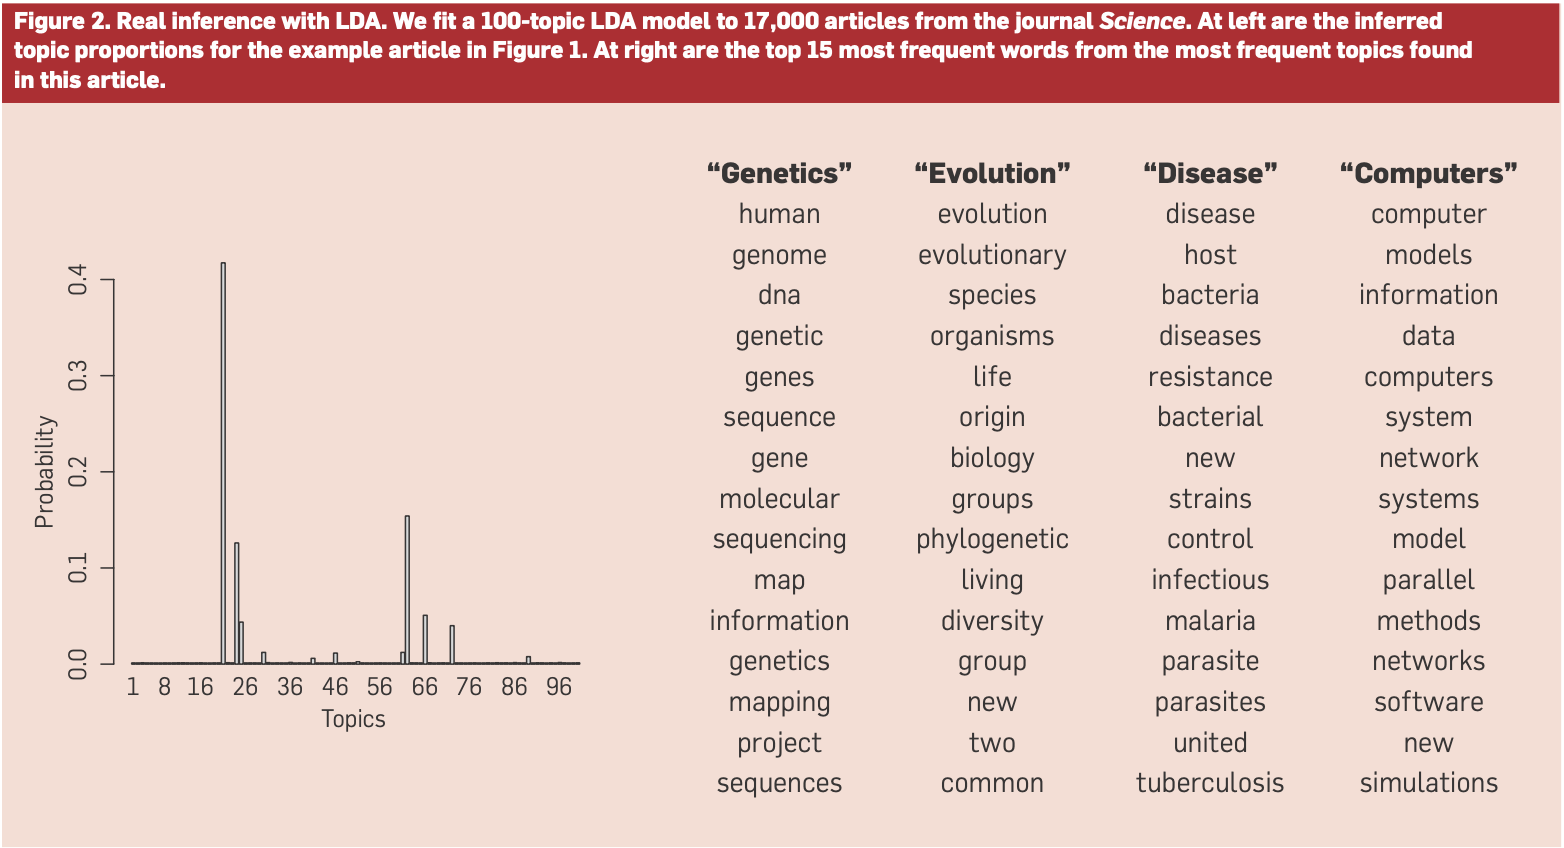 Figure 2. Real inference with LDA. We fit a 100-topic LDA model to 17,000 articles from the journal Science. At left are the inferred
topic proportions for the example article in Figure 1. At right are the top 15 most frequent words from the most frequent topics found
in this article.
0.4
0.3
0.2
0.1
0.0
Probability
1 8 16 26 36 46 56 66 76 86 96
Topics
“Genetics” “Evolution” “Disease” “Computers”
human evolution disease computer
genome evolutionary host models
dna species bacteria information
genetic organisms diseases data
genes life resistance computers
sequence origin bacterial system
gene biology new network
molecular groups strains systems
sequencing phylogenetic control model
map living infectious parallel
information diversity malaria methods
genetics group parasite networks
mapping new parasites software
project two united new
sequences common tuberculosis simulations